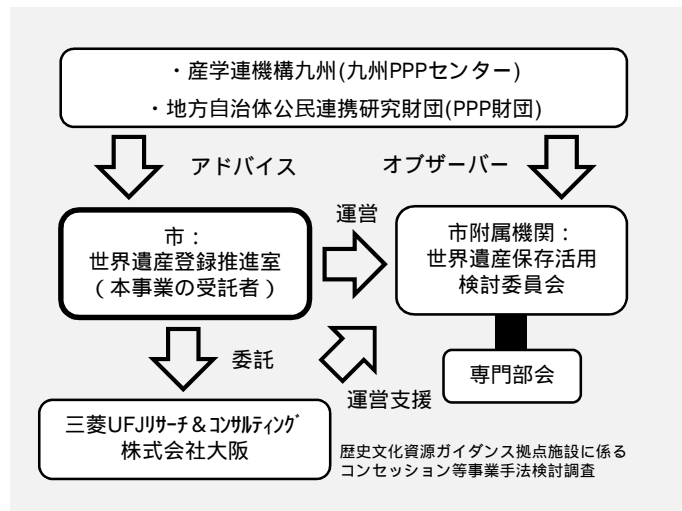 ・産学連機構九州(九州PPPセンター)
・地方自治体公民連携研究財団(PPP財団)
アドバイス
オブザーバー
市：
世界遺産登録推進室
(本事業の受託者)
運営
市附属機関：
世界遺産保存活用
検討委員会
委託
運営支援
専門部会
三菱UFJﾘｻｰﾁ＆ｺﾝｻﾙﾃｨﾝｸﾞ
株式会社大阪
歴史文化資源ガイダンス拠点施設に係る
コンセッション等事業手法検討調査